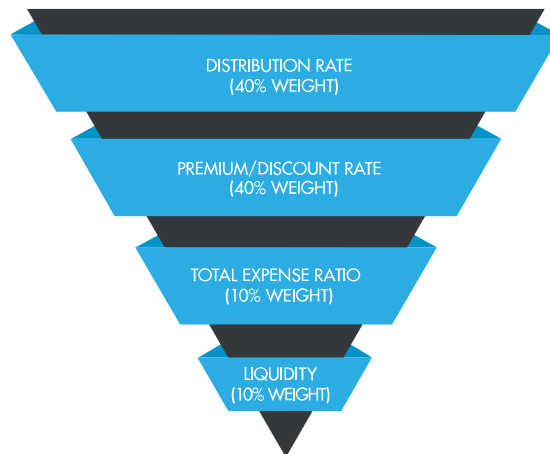 DISTRIBUTION RATE
(40% WEIGHT)
PREMIUM/DISCOUNT RATE
(40% WEIGHT)
TOTAL EXPENSE RATIO
(10% WEIGHT)
LIQUIDITY
(10% WEIGHT)